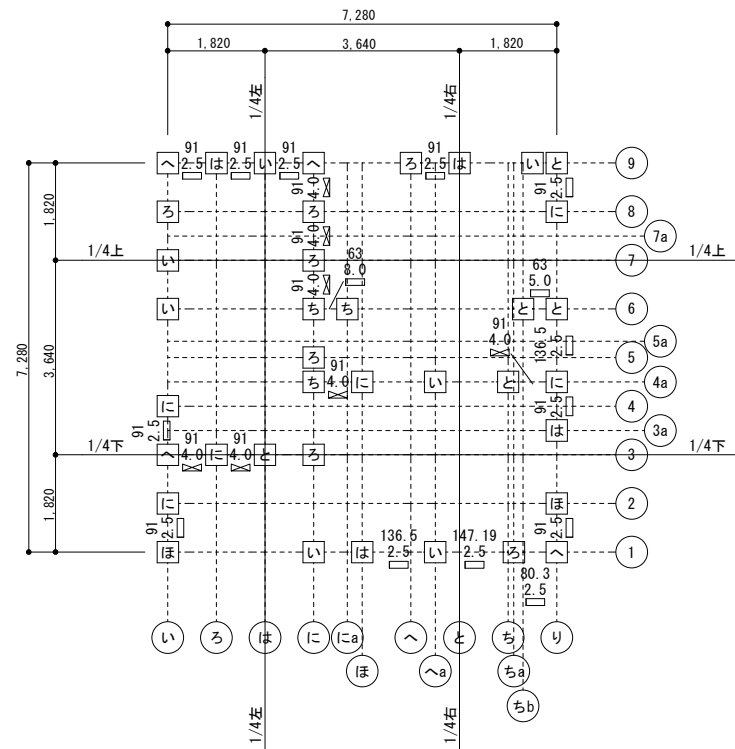 7,280
1,820 3,640 1,820
1/4左 1/4右
91 91 91 91
へ 2.5 は 2.5 い 2.5 へ ろ 2.5 は い と 9
91 4.0 91 2.5
ろ ろ に 8
91 4.0 7a
1/4上 い ろ 7 1/4上
91 4.0 63 8.0 63 5.0
い ち ち と と 6
91 4.0 136.5 2.5 5a
ろ 5
91
ち 4.0 に い と に 4a
に 91 2.5 4
91 2.5 は 3a
91 91
1/4下 へ 4.0 に 4.0 と ろ 3 1/4下
に ほ 2
91 2.5 91 2.5
136.5 147.19
ほ い は 2.5 い 2.5 ろ へ 1
80.3
2.5
い ろ は に にa へ と ち り
ほ へa ちa
ちb
1/4左 1/4右
7,280
1,820
3,640
1,820